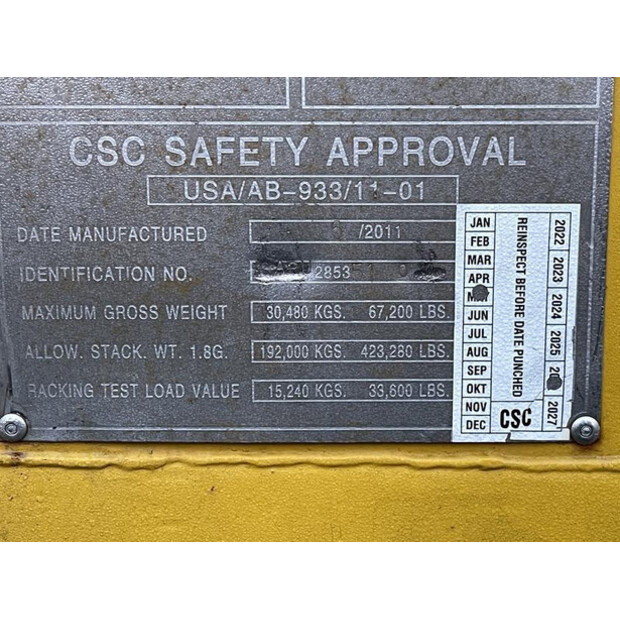 CSC SAFETY APPROVAL
USA/AB-933/11-01
DATE MANUFACTURED /2011
IDENTIFICATION NO. 2853
MAXIMUM GROSS WEIGHT 30,480 KGS. 67,200 LBS.
ALLOW. STACK. WT. 1.8G. 192,000 KGS. 423,280 LBS.
RACKING TEST LOAD VALUE 15,240 KGS. 33,600 LBS.
JAN
FEB
MAR
APR
MAY
JUN
JUL
AUG
SEP
OKT
NOV
DEC
REINSPECT BEFORE DATE PUNCHED
CSC
2022 2023 2024 2025 2027